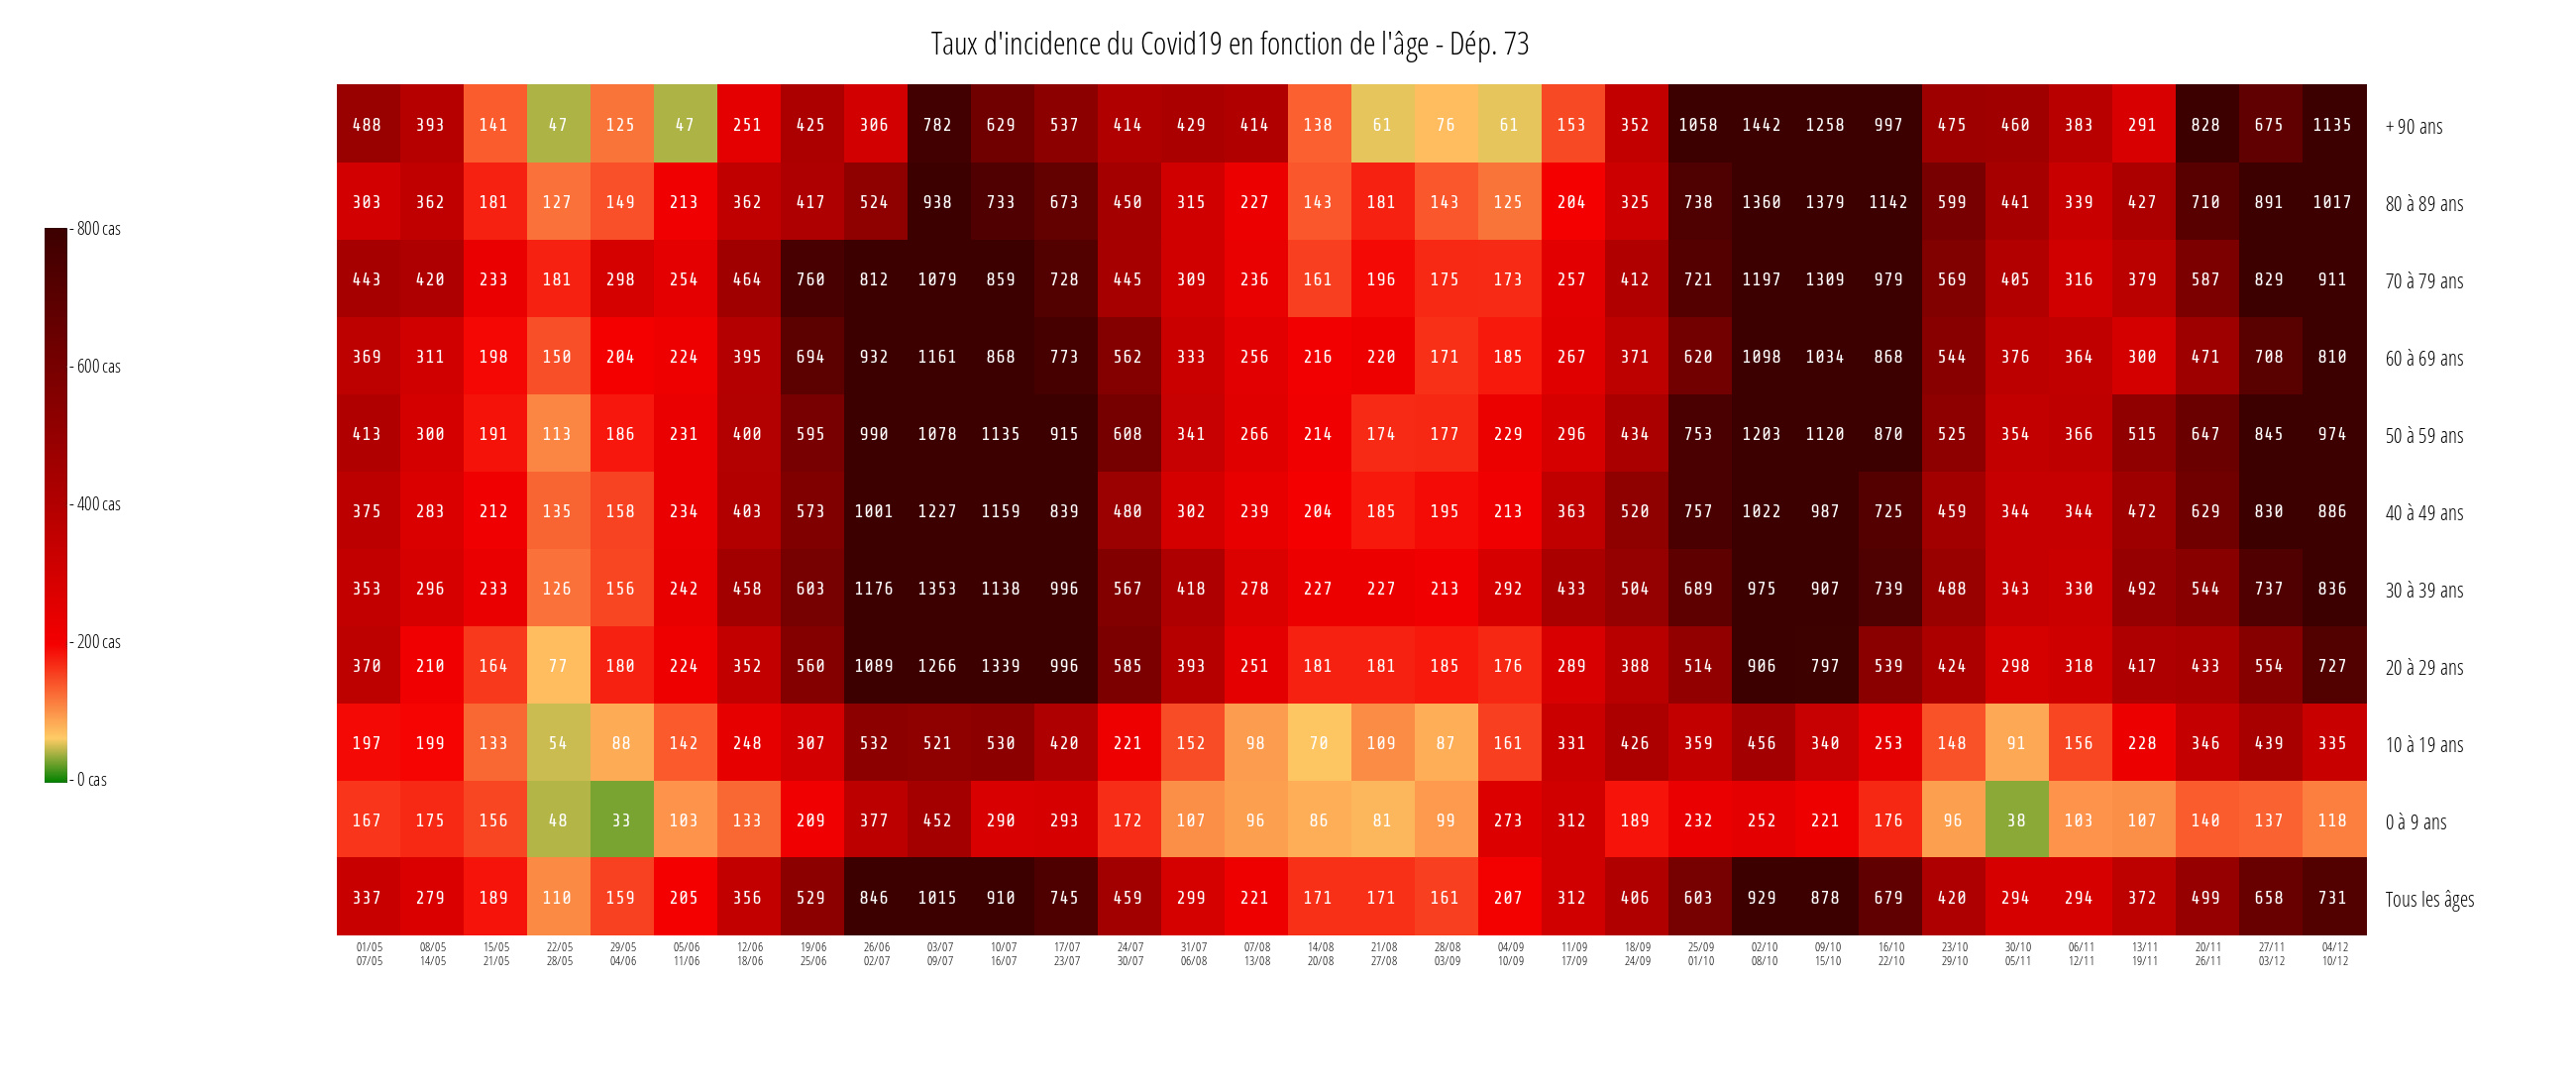 Taux d'incidence du Covid19 en fonction de l'âge - Dép. 73
488 393 141 47 125 47 251 425 306 782 629 537 414 429 414 138 61 76 61 153 352 1058 1442 1258 997 475 460 383 291 828 675 1135 + 90 ans
303 362 181 127 149 213 362 417 524 938 733 673 450 315 227 143 181 143 125 204 325 738 1360 1379 1142 599 441 339 427 710 891 1017 80 à 89 ans
443 420 233 181 298 254 464 760 812 1079 859 728 445 309 236 161 196 175 173 257 412 721 1197 1309 979 569 405 316 379 587 829 911 70 à 79 ans
369 311 198 150 204 224 395 694 932 1161 868 773 562 333 256 216 220 171 185 267 371 620 1098 1034 868 544 376 364 300 471 708 810 60 à 69 ans
413 300 191 113 186 231 400 595 990 1078 1135 915 608 341 266 214 174 177 229 296 434 753 1203 1120 870 525 354 366 515 647 845 974 50 à 59 ans
375 283 212 135 158 234 403 573 1001 1227 1159 839 480 302 239 204 185 195 213 363 520 757 1022 987 725 459 344 344 472 629 830 886 40 à 49 ans
353 296 233 126 156 242 458 603 1176 1353 1138 996 567 418 278 227 227 213 292 433 504 689 975 907 739 488 343 330 492 544 737 836 30 à 39 ans
370 210 164 77 180 224 352 560 1089 1266 1339 996 585 393 251 181 181 185 176 289 388 514 906 797 539 424 298 318 417 433 554 727 20 à 29 ans
197 199 133 54 88 142 248 307 532 521 530 420 221 152 98 70 109 87 161 331 426 359 456 340 253 148 91 156 228 346 439 335 10 à 19 ans
167 175 156 48 33 103 133 209 377 452 290 293 172 107 96 86 81 99 273 312 189 232 252 221 176 96 38 103 107 140 137 118 0 à 9 ans
337 279 189 110 159 205 356 529 846 1015 910 745 459 299 221 171 171 161 207 312 406 603 929 878 679 420 294 294 372 499 658 731 Tous les âges
01/05 08/05 15/05 22/05 29/05 05/06 12/06 19/06 26/06 03/07 10/07 17/07 24/07 31/07 07/08 14/08 21/08 28/08 04/09 11/09 18/09 25/09 02/10 09/10 16/10 23/10 30/10 06/11 13/11 20/11 27/11 04/12
07/05 14/05 21/05 28/05 04/06 11/06 18/06 25/06 02/07 09/07 16/07 23/07 30/07 06/08 13/08 20/08 27/08 03/09 10/09 17/09 24/09 01/10 08/10 15/10 22/10 29/10 05/11 12/11 19/11 26/11 03/12 10/12
- 800 cas
- 600 cas
- 400 cas
- 200 cas
- 0 cas